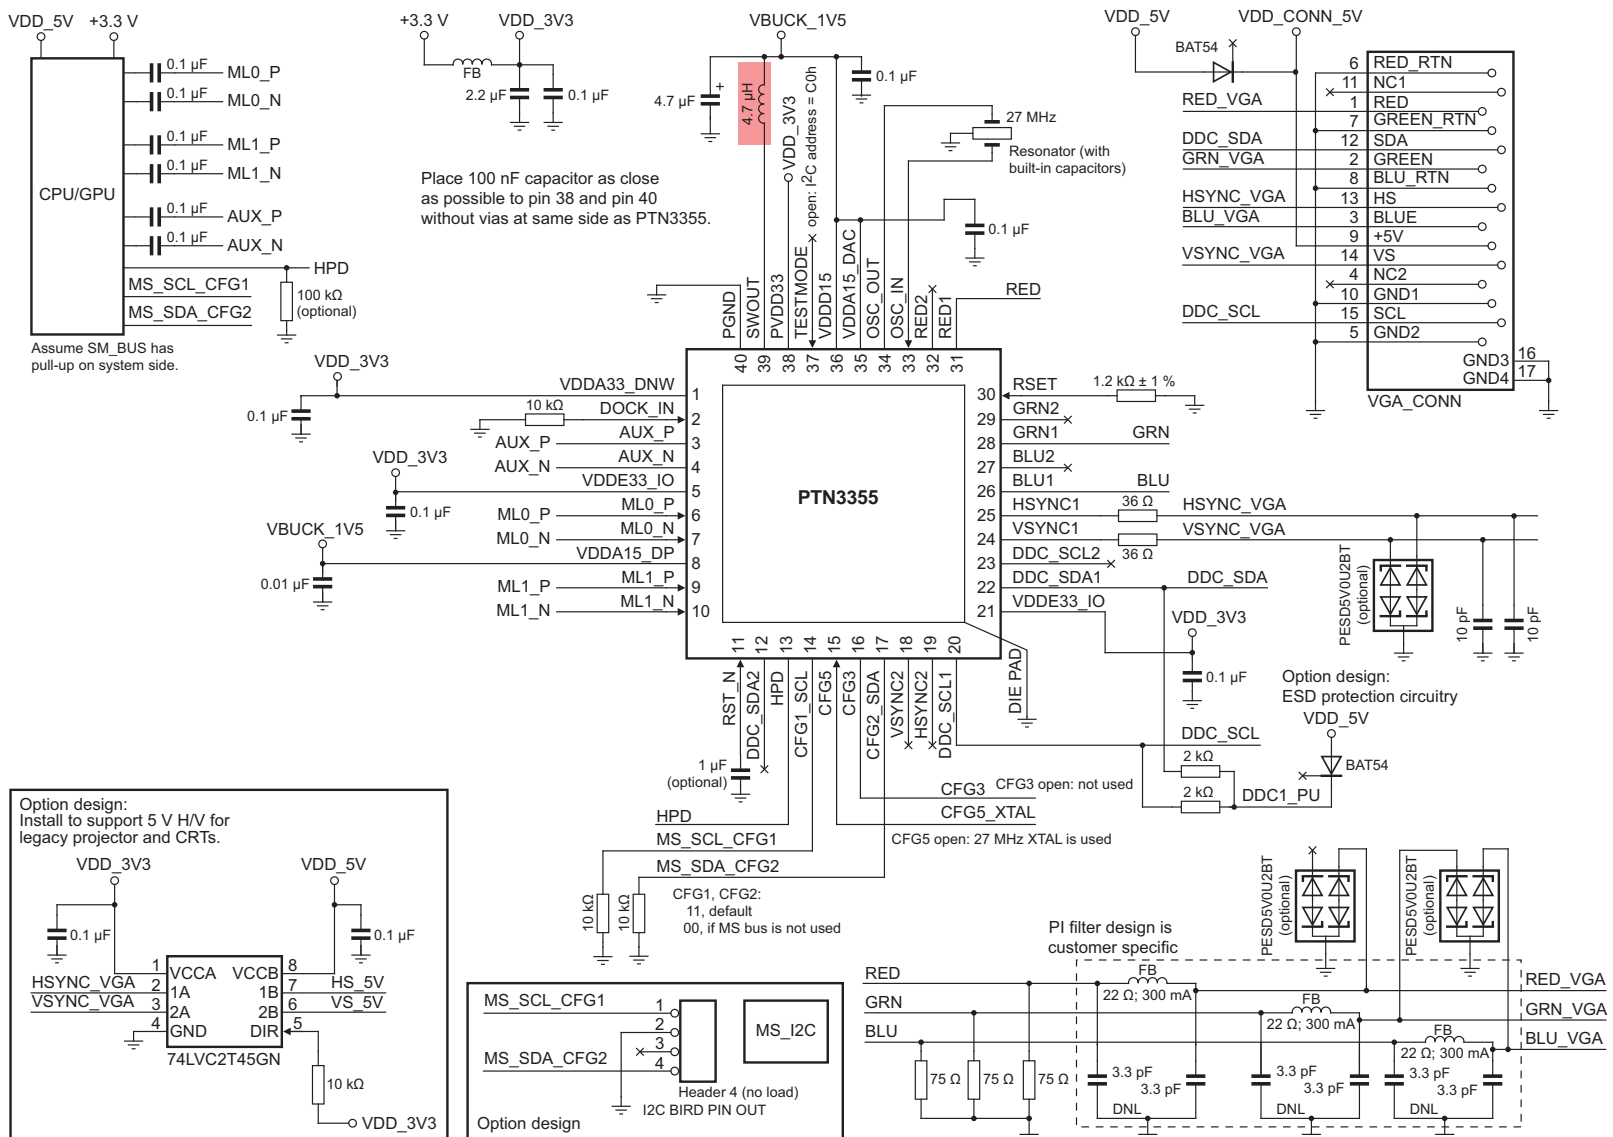 VDD_5V
+3.3 V
0.1 µF
ML0_P
0.1 µF
ML0_N
0.1 µF
ML1_P
0.1 µF
ML1_N
CPU/GPU
0.1 µF
AUX_P
0.1 µF
AUX_N
HPD
MS_SCL_CFG1
100 kΩ
(optional)
MS_SDA_CFG2
Assume SM_BUS has
pull-up on system side.
+3.3 V
VDD_3V3
FB
2.2 µF
0.1 µF
Place 100 nF capacitor as close
as possible to pin 38 and pin 40
without vias at same side as PTN3355.
VBUCK_1V5
4.7 µF
+
4.7 µH
VDD_3V3
open: I2C address = C0h
0.1 µF
27 MHz
Resonator (with
built-in capacitors)
0.1 µF
RED
PGND
SWOUT
PVDD33
TESTMODE
VDDD15
VDDA15_DAC
OSC_OUT
OSC_IN
RED2
RED1
40
39
38
37
36
35
34
33
32
31
VDD_5V
VDD_CONN_5V
BAT54
6 RED_RTN
11 NC1
RED_VGA 1 RED
7 GREEN_RTN
DDC_SDA 12 SDA
GRN_VGA 2 GREEN
8 BLU_RTN
HSYNC_VGA 13 HS
BLU_VGA 3 BLUE
9 +5V
VSYNC_VGA 14 VS
4 NC2
10 GND1
DDC_SCL 15 SCL
5 GND2
GND3 16
GND4 17
VGA_CONN
VDD_3V3
0.1 µF
VDDA33_DNW 1
10 kΩ
DOCK_IN 2
AUX_P AUX_P 3
AUX_N AUX_N 4
VDD_3V3
VDDE33_IO 5
0.1 µF
ML0_P ML0_P 6
ML0_N ML0_N 7
VBUCK_1V5
VDDA15_DP 8
0.01 µF
ML1_P ML1_P 9
ML1_N ML1_N 10
PTN3355
30 RSET 1.2 kΩ ± 1 %
29 GRN2
28 GRN1 GRN
27 BLU2
26 BLU1 BLU
25 HSYNC1 36 Ω HSYNC_VGA
24 VSYNC1 36 Ω VSYNC_VGA
23 DDC_SCL2
22 DDC_SDA1 DDC_SDA
21 VDDE33_IO
VDD_3V3
0.1 µF
PESD5V0U2BT
(optional)
10 pF
10 pF
Option design:
ESD protection circuitry
VDD_5V
BAT54
DDC_SCL
2 kΩ
2 kΩ
DDC1_PU
11
12
13
14
15
16
17
18
19
20
RST_N
DDC_SDA2
HPD
CFG1_SCL
CFG5
CFG3
CFG2_SDA
VSYNC2
HSYNC2
DDC_SCL1
DIE PAD
1 µF
(optional)
CFG3
CFG3 open: not used
HPD
CFG5_XTAL
CFG5 open: 27 MHz XTAL is used
MS_SCL_CFG1
MS_SDA_CFG2
10 kΩ
10 kΩ
CFG1, CFG2:
11, default
00, if MS bus is not used
Option design:
Install to support 5 V H/V for
legacy projector and CRTs.
VDD_3V3
VDD_5V
0.1 µF
0.1 µF
1 VCCA VCCB 8
HSYNC_VGA 2 1A 1B 7 HS_5V
VSYNC_VGA 3 2A 2B 6 VS_5V
4 GND DIR 5
74LVC2T45GN
10 kΩ
VDD_3V3
MS_SCL_CFG1 1
2
3
MS_SDA_CFG2 4
MS_I2C
Header 4 (no load)
I2C BIRD PIN OUT
Option design
PI filter design is
customer specific
PESD5V0U2BT
(optional)
PESD5V0U2BT
(optional)
RED
FB
22 Ω; 300 mA
RED_VGA
GRN
FB
22 Ω; 300 mA
GRN_VGA
BLU
FB
22 Ω; 300 mA
BLU_VGA
75 Ω
75 Ω
75 Ω
3.3 pF
3.3 pF
3.3 pF
3.3 pF
3.3 pF
3.3 pF
DNL
DNL
DNL